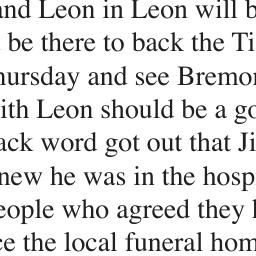 and Leon in Leon will b
be there to back the Ti
hursday and see Bremo
ith Leon should be a go
ack word got out that Ji
new he was in the hosp
eople who agreed they
ce the local funeral hom